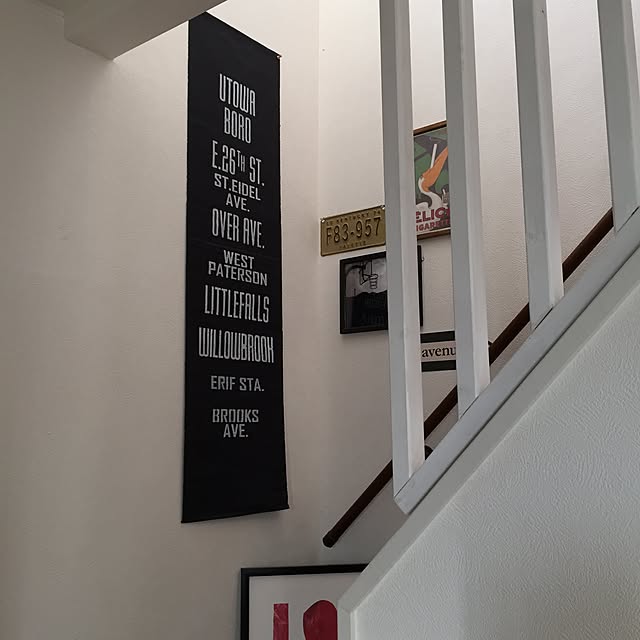 UTOWA
BORO
E.26TH ST.
ST.EIDEL
AVE.
OVER AVE.
WEST
PATERSON
LITTLEFALLS
WILLOWBROOK
ERIF STA.
BROOKS
AVE.
F83-957
avenu